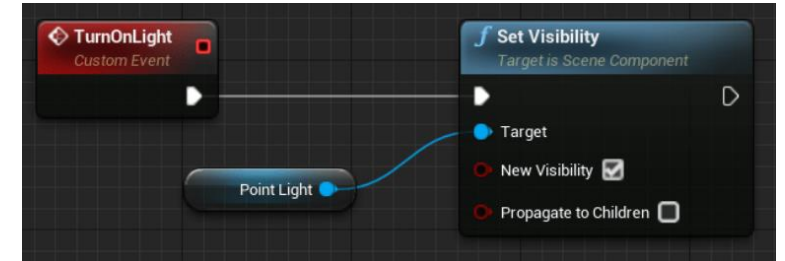 TurnOnLight
Custom Event
Set Visibility
Target is Scene Component
Target
Point Light
New Visibility
Propagate to Children